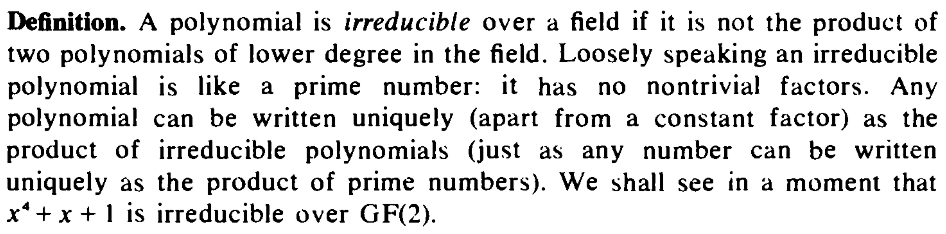 Definition. A polynomial is irreducible over a field if it is not the product of
two polynomials of lower degree in the field. Loosely speaking an irreducible
polynomial is like a prime number: it has no nontrivial factors. Any
polynomial can be written uniquely (apart from a constant factor) as the
product of irreducible polynomials (just as any number can be written
uniquely as the product of prime numbers). We shall see in a moment that
x⁴ + x + 1 is irreducible over GF(2).